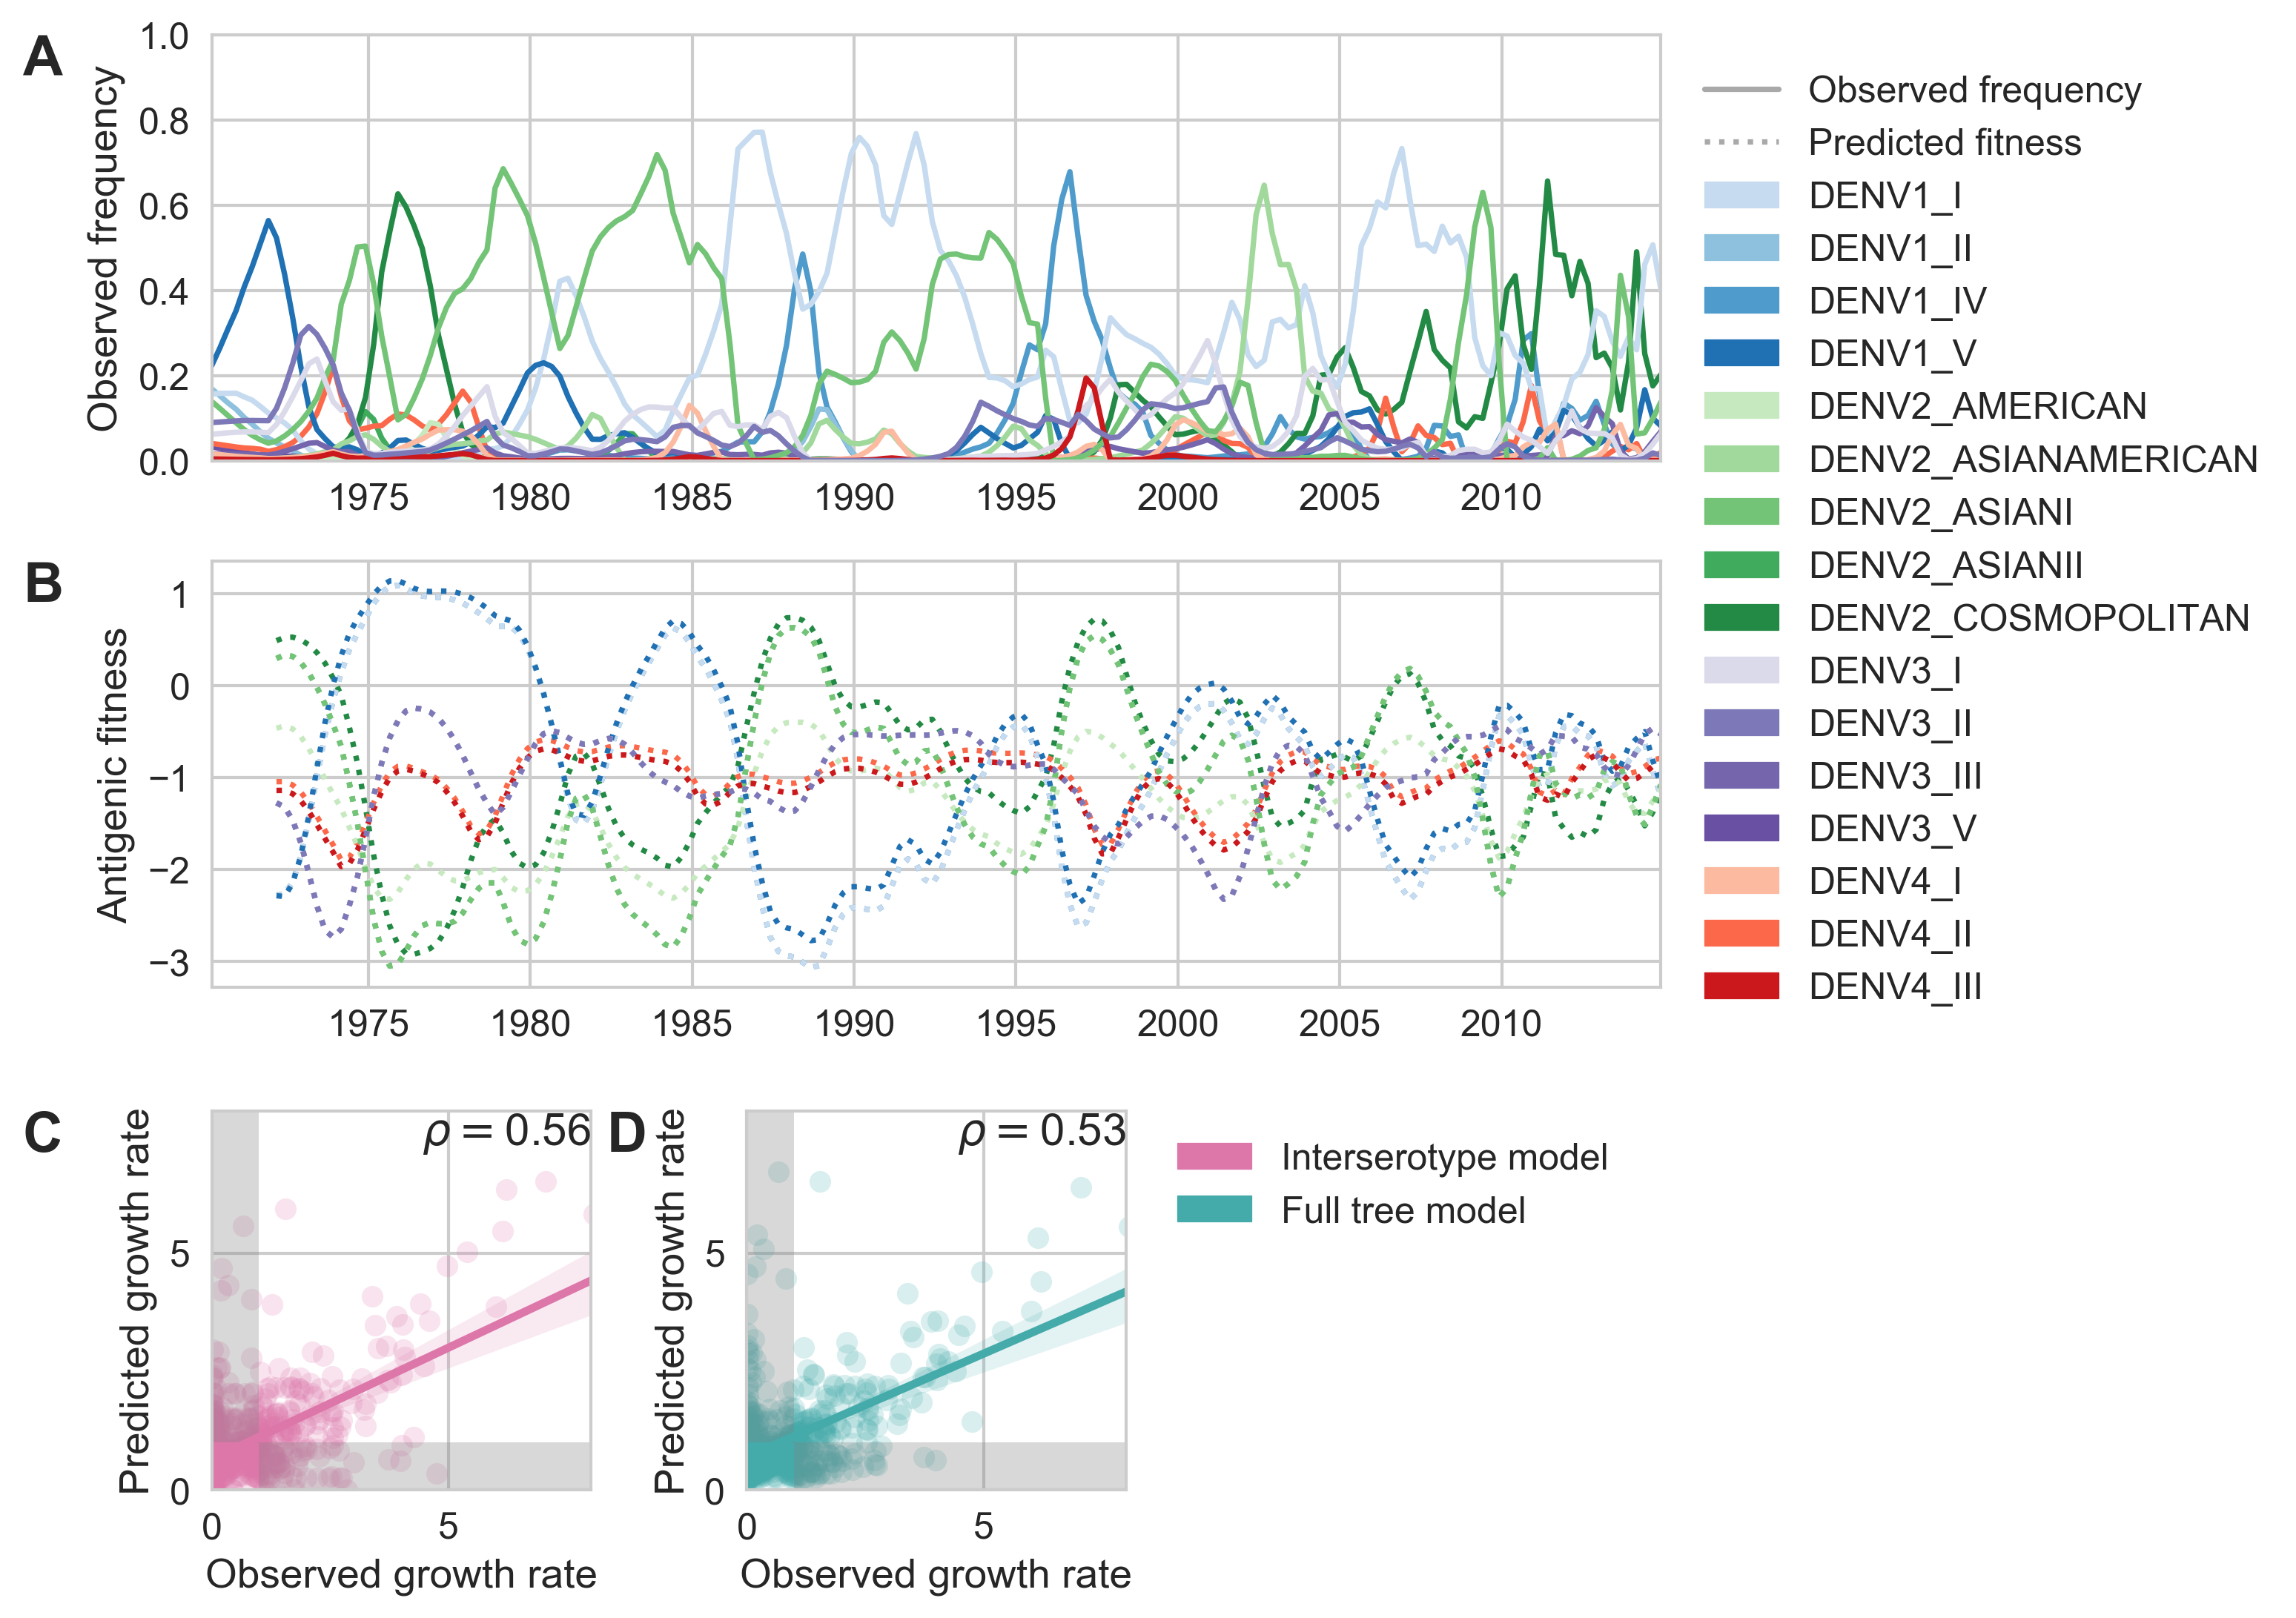 A
Observed frequency
1.0
0.8
0.6
0.4
0.2
0.0
1975 1980 1985 1990 1995 2000 2005 2010
Observed frequency
Predicted fitness
DENV1_I
DENV1_II
DENV1_IV
DENV1_V
DENV2_AMERICAN
DENV2_ASIANAMERICAN
DENV2_ASIANI
DENV2_ASIANII
DENV2_COSMOPOLITAN
DENV3_I
DENV3_II
DENV3_III
DENV3_V
DENV4_I
DENV4_II
DENV4_III
B
Antigenic fitness
1
0
−1
−2
−3
1975 1980 1985 1990 1995 2000 2005 2010
C
Predicted growth rate
ρ = 0.56
5
0
0 5
Observed growth rate
D
Predicted growth rate
ρ = 0.53
5
0
0 5
Observed growth rate
Interserotype model
Full tree model